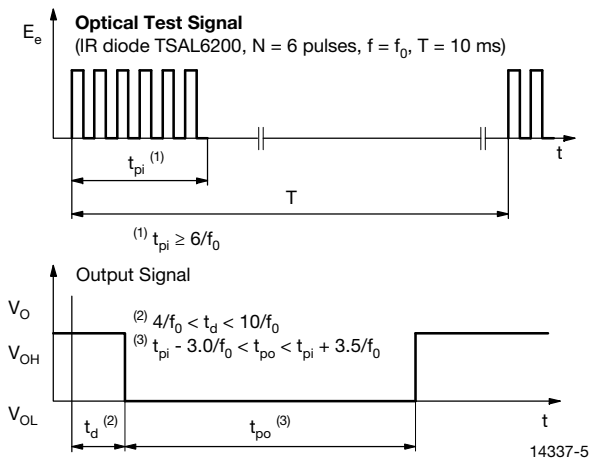 Optical Test Signal
(IR diode TSAL6200, N = 6 pulses, f = f₀, T = 10 ms)
Eₑ
t
tpi (1)
T
(1) tpi ≥ 6/f₀
Output Signal
VO
VOH
VOL
(2) 4/f₀ < td < 10/f₀
(3) tpi - 3.0/f₀ < tpo < tpi + 3.5/f₀
td (2)
tpo (3)
t
14337-5